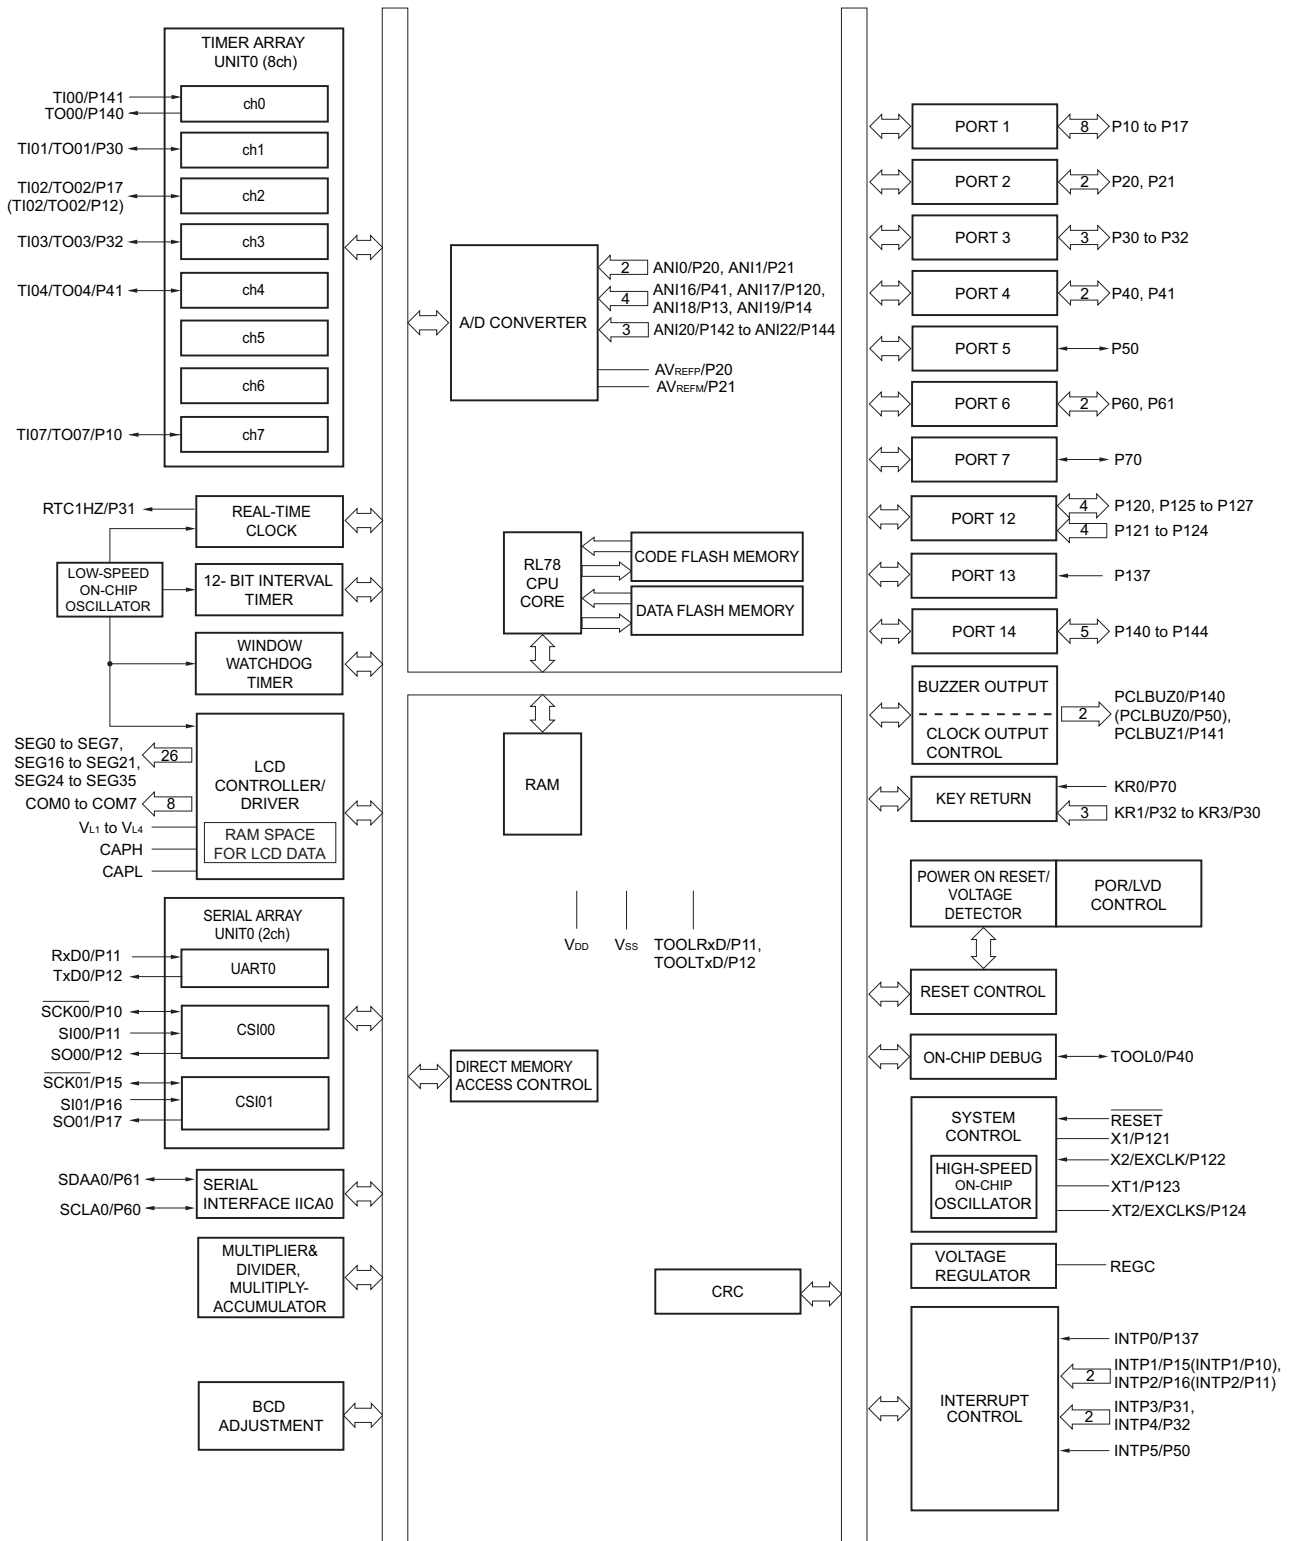 TIMER ARRAY
UNIT0 (8ch)
TI00/P141
TO00/P140
ch0
TI01/TO01/P30
ch1
TI02/TO02/P17
(TI02/TO02/P12)
ch2
TI03/TO03/P32
ch3
TI04/TO04/P41
ch4
ch5
ch6
TI07/TO07/P10
ch7
RTC1HZ/P31
REAL-TIME
CLOCK
LOW-SPEED
ON-CHIP
OSCILLATOR
12- BIT INTERVAL
TIMER
WINDOW
WATCHDOG
TIMER
SEG0 to SEG7,
SEG16 to SEG21,
SEG24 to SEG35
26
COM0 to COM7
8
VL1 to VL4
CAPH
CAPL
LCD
CONTROLLER/
DRIVER
RAM SPACE
FOR LCD DATA
SERIAL ARRAY
UNIT0 (2ch)
RxD0/P11
TxD0/P12
UART0
SCK00/P10
SI00/P11
SO00/P12
CSI00
SCK01/P15
SI01/P16
SO01/P17
CSI01
SDAA0/P61
SCLA0/P60
SERIAL
INTERFACE IICA0
MULTIPLIER&
DIVIDER,
MULITIPLY-
ACCUMULATOR
BCD
ADJUSTMENT
A/D CONVERTER
2
ANI0/P20, ANI1/P21
4
ANI16/P41, ANI17/P120,
ANI18/P13, ANI19/P14
3
ANI20/P142 to ANI22/P144
AVREFP/P20
AVREFM/P21
RL78
CPU
CORE
CODE FLASH MEMORY
DATA FLASH MEMORY
RAM
VDD
VSS
TOOLRxD/P11,
TOOLTxD/P12
DIRECT MEMORY
ACCESS CONTROL
CRC
PORT 1
8
P10 to P17
PORT 2
2
P20, P21
PORT 3
3
P30 to P32
PORT 4
2
P40, P41
PORT 5
P50
PORT 6
2
P60, P61
PORT 7
P70
PORT 12
4
P120, P125 to P127
4
P121 to P124
PORT 13
P137
PORT 14
5
P140 to P144
BUZZER OUTPUT
CLOCK OUTPUT
CONTROL
2
PCLBUZ0/P140
(PCLBUZ0/P50),
PCLBUZ1/P141
KEY RETURN
KR0/P70
3
KR1/P32 to KR3/P30
POWER ON RESET/
VOLTAGE
DETECTOR
POR/LVD
CONTROL
RESET CONTROL
ON-CHIP DEBUG
TOOL0/P40
SYSTEM
CONTROL
HIGH-SPEED
ON-CHIP
OSCILLATOR
RESET
X1/P121
X2/EXCLK/P122
XT1/P123
XT2/EXCLKS/P124
VOLTAGE
REGULATOR
REGC
INTERRUPT
CONTROL
INTP0/P137
2
INTP1/P15(INTP1/P10),
INTP2/P16(INTP2/P11)
2
INTP3/P31,
INTP4/P32
INTP5/P50